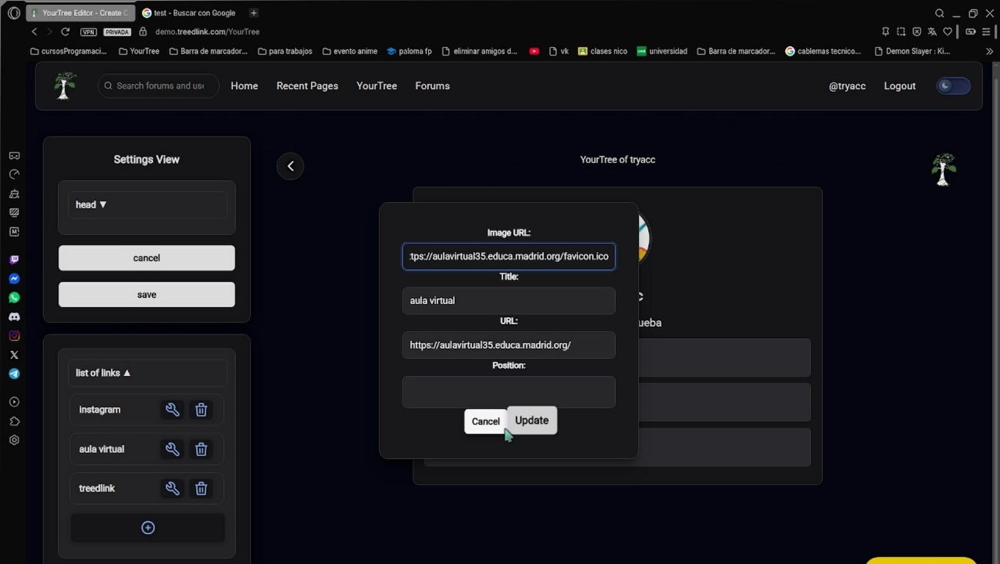 YourTree Editor - Create C
test - Buscar con Google
VPN
PRIVADA
demo.treedlink.com/YourTree
cursosProgramaci...
YourTree
Barra de marcador...
para trabajos
evento anime
paloma fp
eliminar amigos d...
vk
clases nico
universidad
Barra de marcador...
cablemas tecnico...
Demon Slayer : Ki...
Search forums and use
Home
Recent Pages
YourTree
Forums
@tryacc
Logout
Settings View
head ▼
cancel
save
list of links ▲
instagram
aula virtual
treedlink
YourTree of tryacc
Image URL:
:tps://aulavirtual35.educa.madrid.org/favicon.ico
Title:
aula virtual
URL:
https://aulavirtual35.educa.madrid.org/
Position:
Cancel
Update
c
ueba